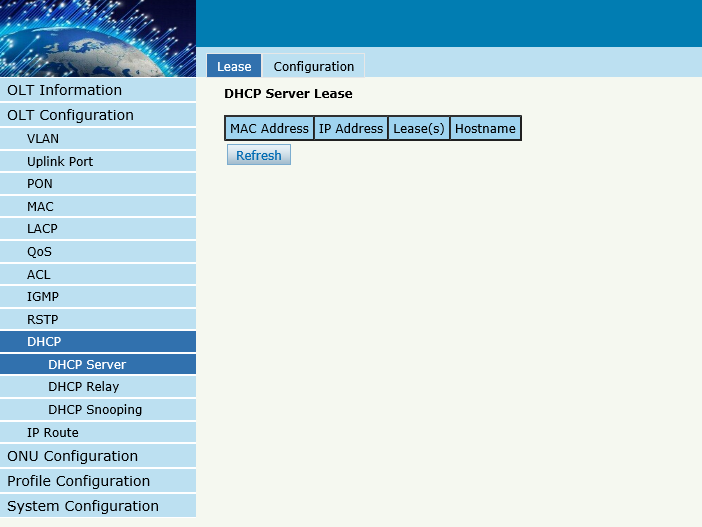 Lease Configuration
OLT Information
OLT Configuration
VLAN
Uplink Port
PON
MAC
LACP
QoS
ACL
IGMP
RSTP
DHCP
DHCP Server
DHCP Relay
DHCP Snooping
IP Route
ONU Configuration
Profile Configuration
System Configuration
DHCP Server Lease
MAC Address IP Address Lease(s) Hostname
Refresh